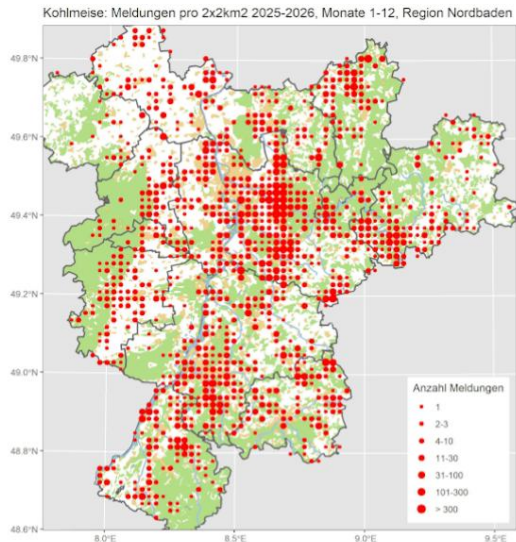 Kohlmeise: Meldungen pro 2x2km2 2025-2026, Monate 1-12, Region Nordbaden
49.8°N
49.6°N
49.4°N
49.2°N
49.0°N
48.8°N
48.6°N
8.0°E
8.5°E
9.0°E
9.5°E
Anzahl Meldungen
1
2-3
4-10
11-30
31-100
101-300
> 300